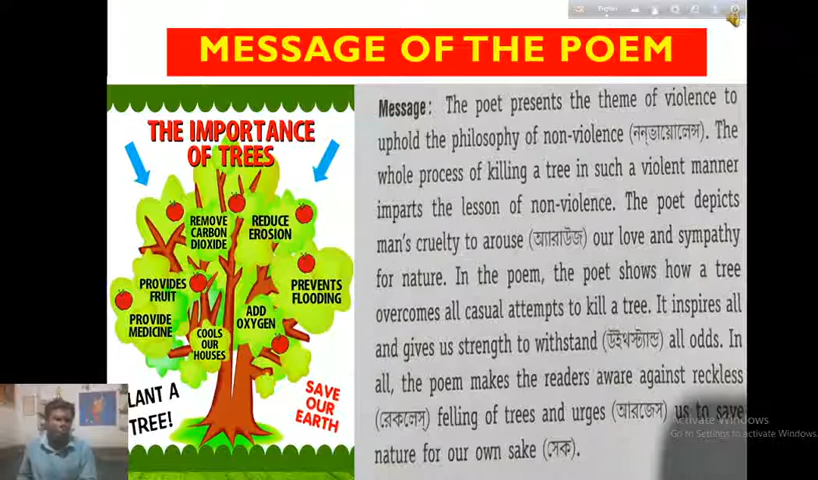 English
MESSAGE OF THE POEM
THE IMPORTANCE
OF TREES
REMOVE
CARBON
DIOXIDE
REDUCE
EROSION
PROVIDES
FRUIT
PREVENTS
FLOODING
PROVIDE
MEDICINE
ADD
OXYGEN
COOLS
OUR
HOUSES
LANT A
TREE!
SAVE
OUR
EARTH
Message: The poet presents the theme of violence to
uphold the philosophy of non-violence (নন্‌ভায়োলেন্স). The
whole process of killing a tree in such a violent manner
imparts the lesson of non-violence. The poet depicts
man's cruelty to arouse (অ্যারাউজ) our love and sympathy
for nature. In the poem, the poet shows how a tree
overcomes all casual attempts to kill a tree. It inspires all
and gives us strength to withstand (উইথস্ট্যান্ড) all odds. In
all, the poem makes the readers aware against reckless
(রেকলেস) felling of trees and urges (আরজেস) us to save
nature for our own sake (সেক).
Activate Windows
Go to Settings to activate Windows.